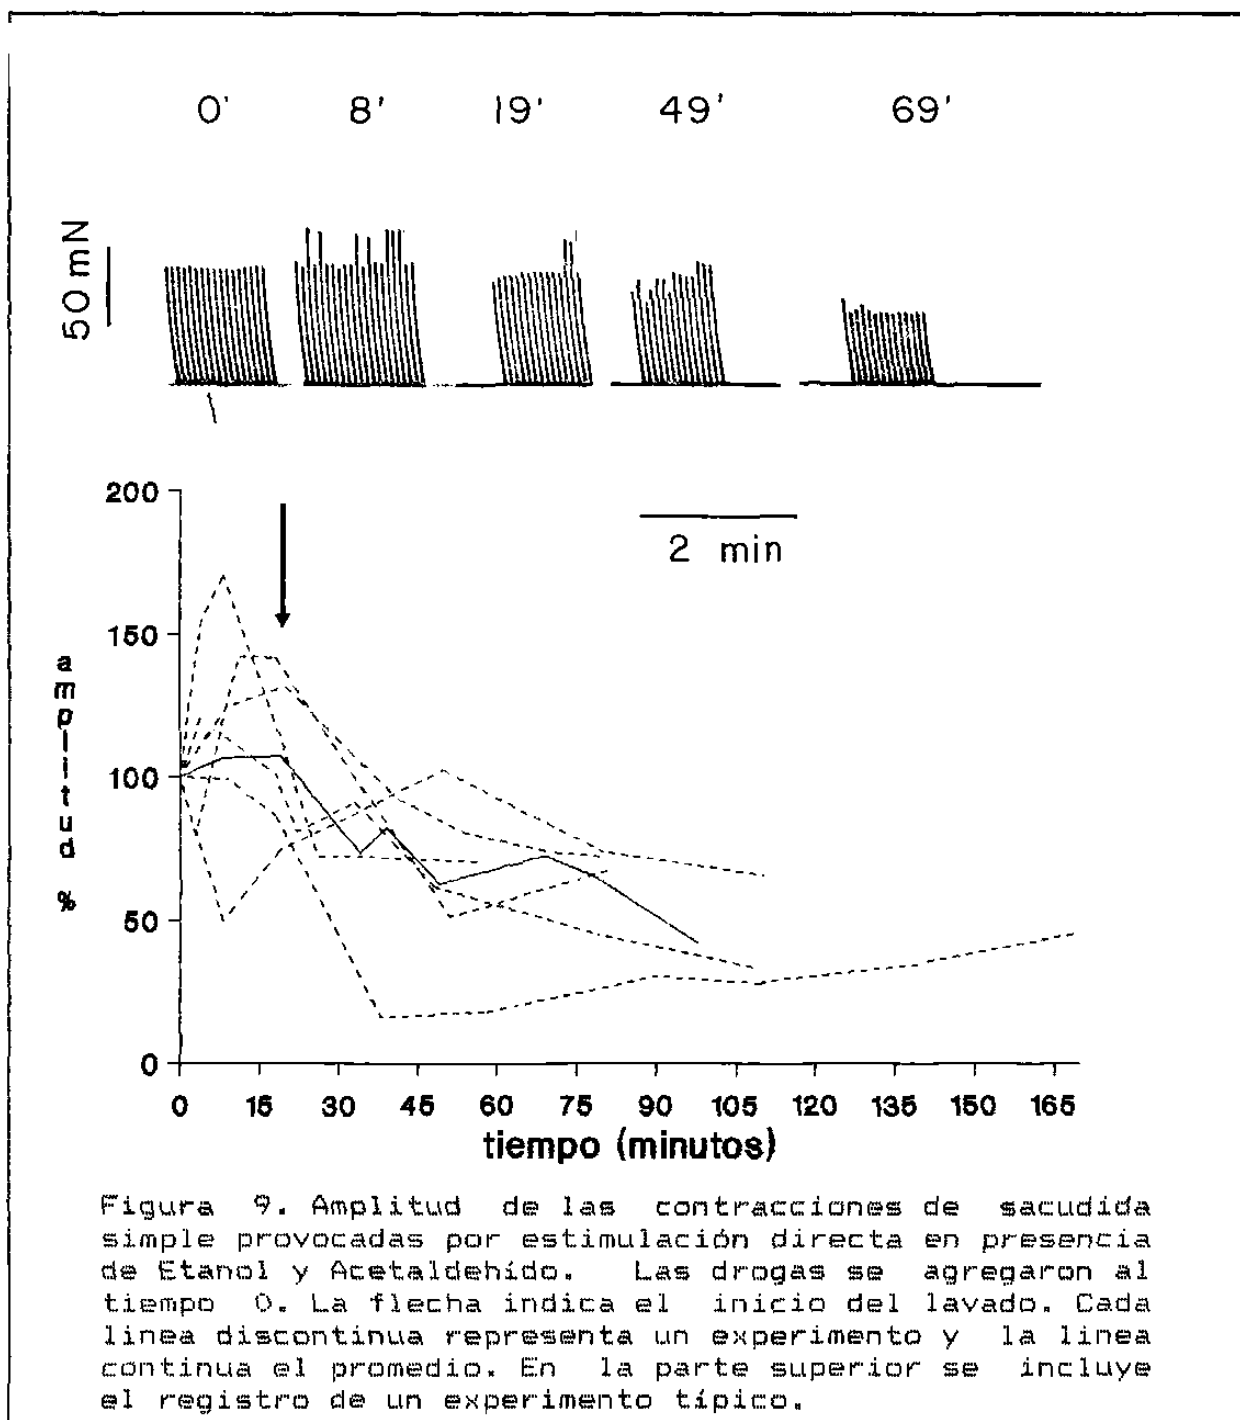 0' 8' 19' 49' 69'
50 mN
2 min
200
150
100
50
0
amplitud %
0 15 30 45 60 75 90 105 120 135 150 165
tiempo (minutos)
Figura 9. Amplitud de las contracciones de sacudida
simple provocadas por estimulación directa en presencia
de Etanol y Acetaldehído. Las drogas se agregaron al
tiempo 0. La flecha indica el inicio del lavado. Cada
linea discontinua representa un experimento y la linea
continua el promedio. En la parte superior se incluye
el registro de un experimento típico.